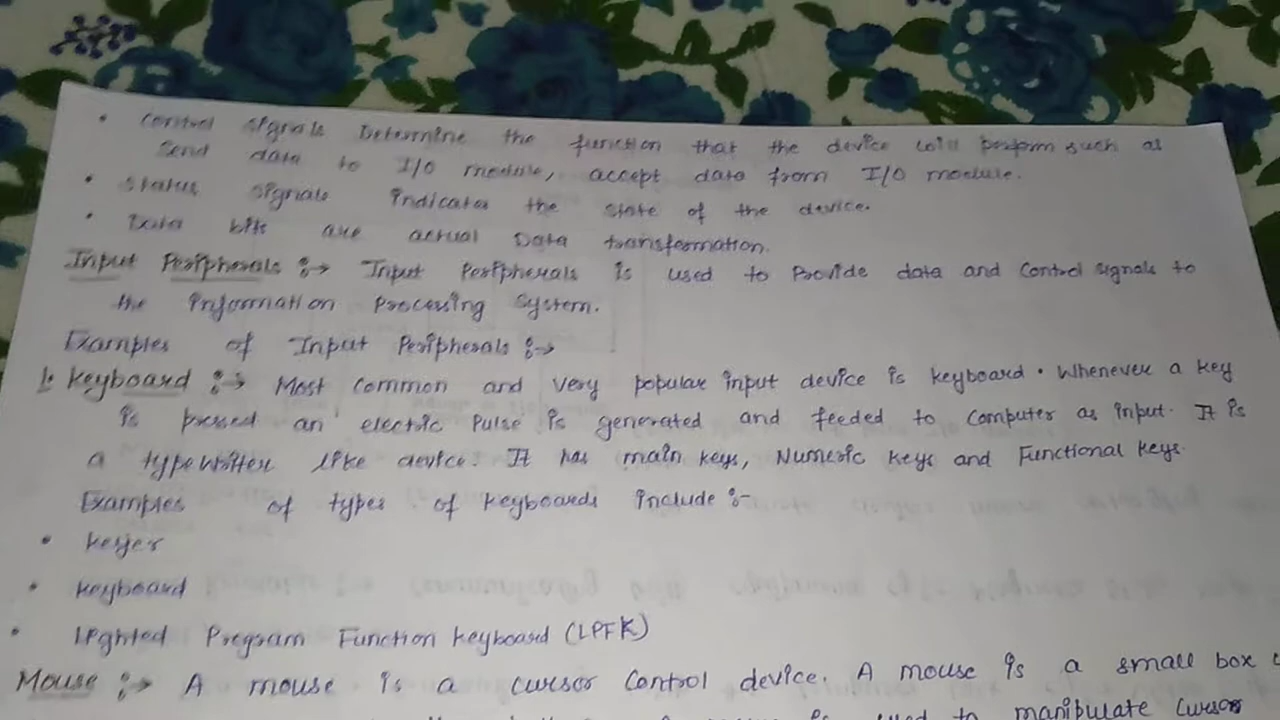 • Control signals Determine the function that the device will perform such as
Send data to I/O module, accept data from I/O module.
• Status signals indicates the state of the device.
• Data bits are actual Data transformation.
Input Peripherals :→ Input Peripherals is used to Provide data and Control signals to
the information Processing System.
Examples of Input Peripherals :→
1. Keyboard :→ Most Common and very popular input device is keyboard. Whenever a key
is pressed an electric Pulse is generated and feeded to Computer as input. It is
a typewriter like device. It has main keys, Numeric keys and Functional keys.
Examples of types of keyboards include :-
• keyer
• keyboard
• Lighted Program Function keyboard (LPFK)
Mouse :→ A mouse is a cursor Control device. A mouse is a small box
is used to manipulate Cursor